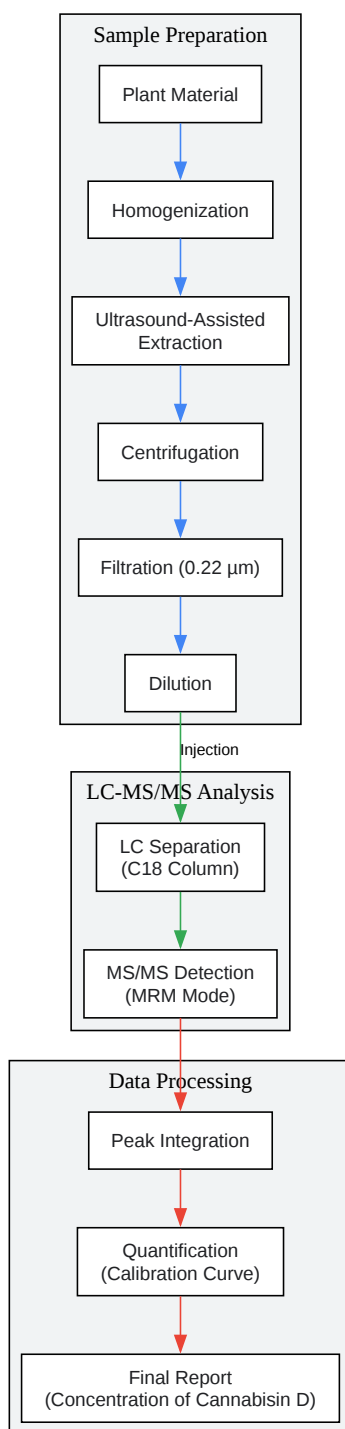 Sample Preparation
Plant Material
Homogenization
Ultrasound-Assisted
Extraction
Centrifugation
Filtration (0.22 µm)
Dilution
Injection
LC-MS/MS Analysis
LC Separation
(C18 Column)
MS/MS Detection
(MRM Mode)
Data Processing
Peak Integration
Quantification
(Calibration Curve)
Final Report
(Concentration of Cannabisin D)